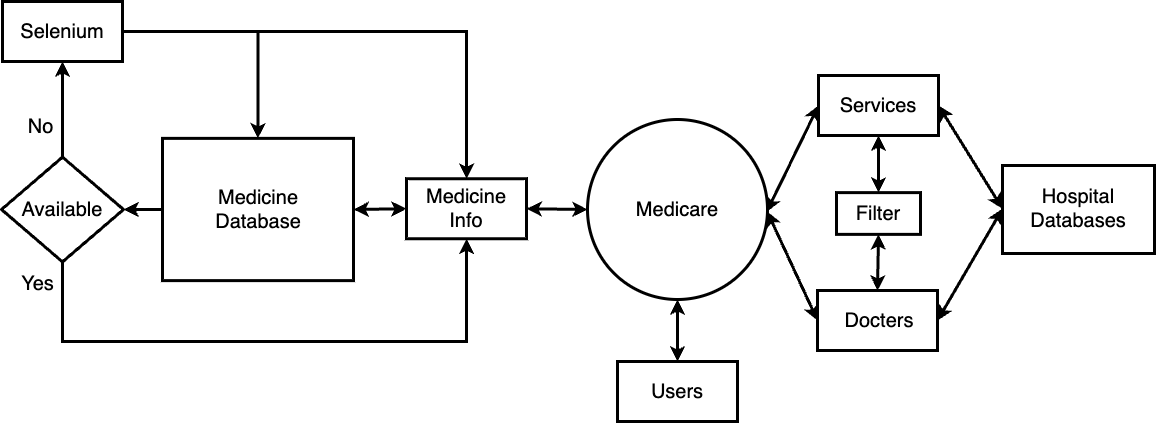 Selenium
No
Available
Yes
Medicine
Database
Medicine
Info
Medicare
Users
Services
Filter
Docters
Hospital
Databases